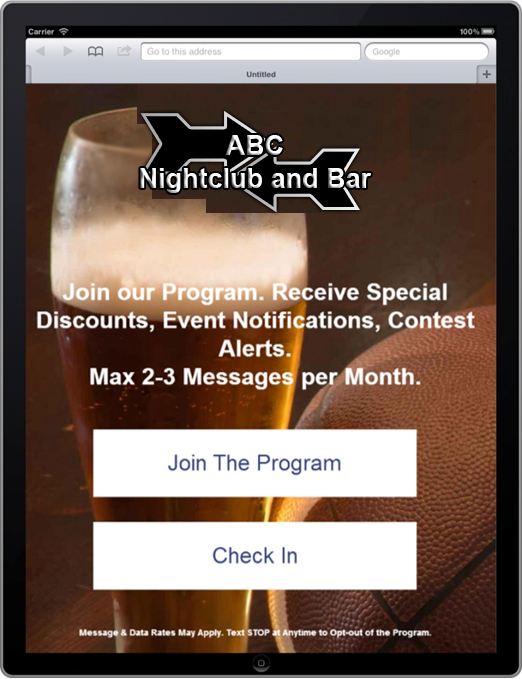 Carrier 100%
Go to this address Google
Untitled
ABC
Nightclub and Bar
Join our Program. Receive Special
Discounts, Event Notifications, Contest
Alerts.
Max 2-3 Messages per Month.
Join The Program
Check In
Message & Data Rates May Apply. Text STOP at Anytime to Opt-out of the Program.